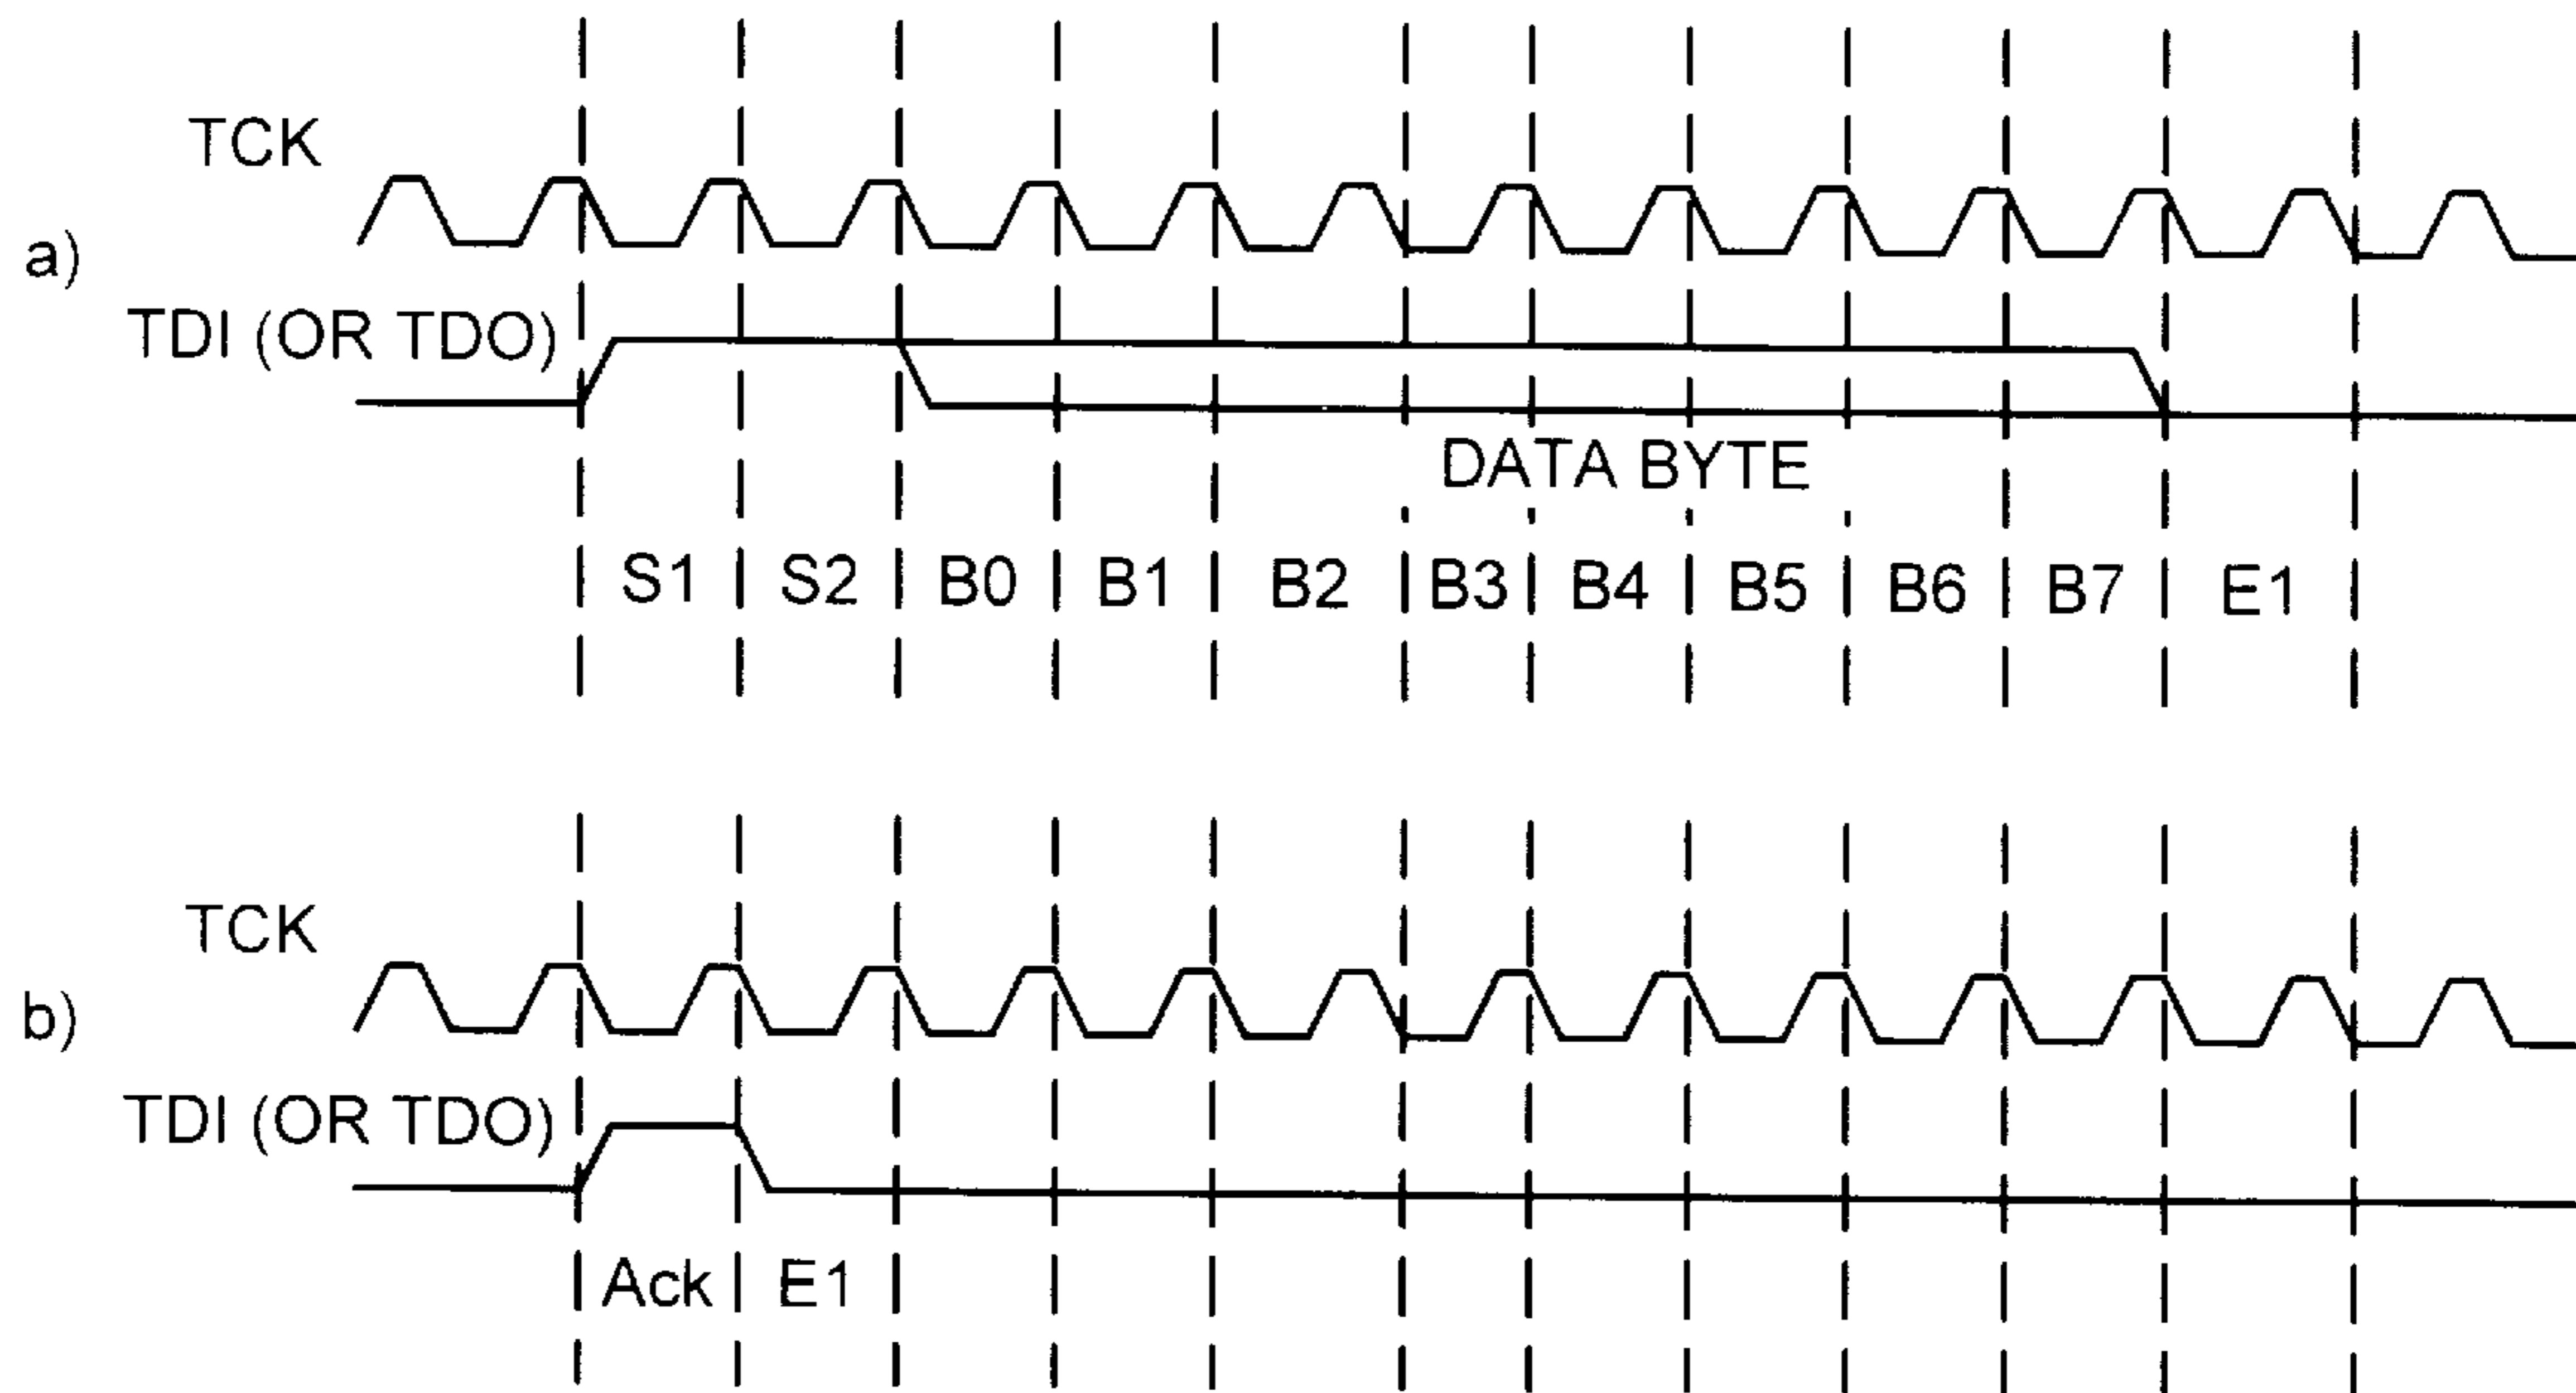 TCK
a)
TDI (OR TDO)
DATA BYTE
S1 S2 B0 B1 B2 B3 B4 B5 B6 B7 E1
TCK
b)
TDI (OR TDO)
Ack E1